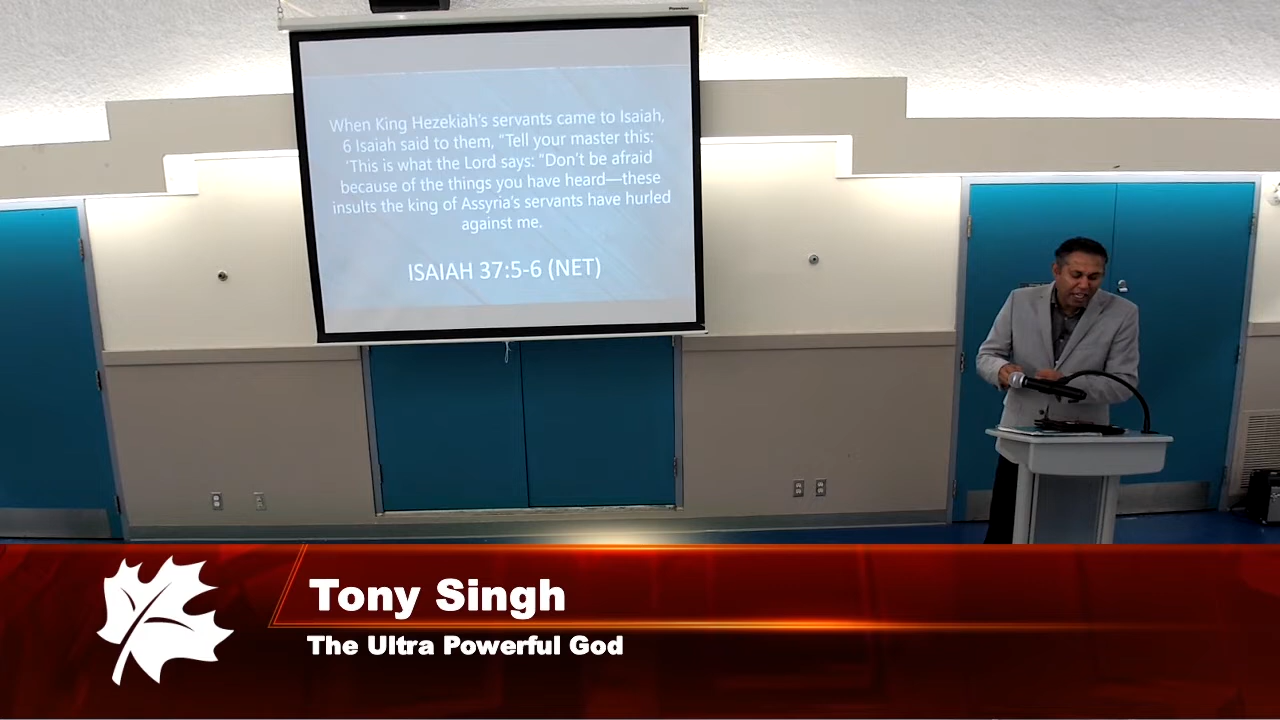 When King Hezekiah's servants came to Isaiah,
6 Isaiah said to them, "Tell your master this:
'This is what the Lord says: "Don't be afraid
because of the things you have heard—these
insults the king of Assyria's servants have hurled
against me.
ISAIAH 37:5-6 (NET)
Tony Singh
The Ultra Powerful God